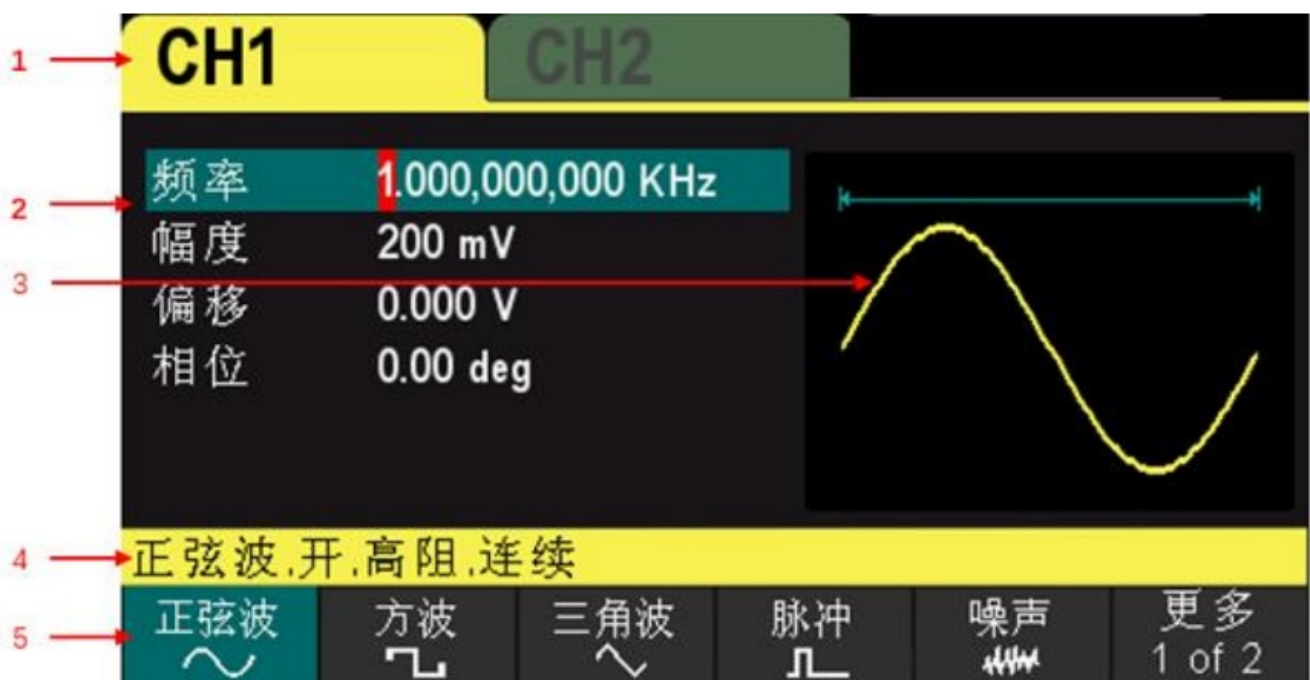 1 CH1 CH2
频率 1.000,000,000 KHz
2
幅度 200 mV
3
偏移 0.000 V
相位 0.00 deg
4 正弦波,开,高阻,连续
5 正弦波 方波 三角波 脉冲 噪声 更多
1 of 2